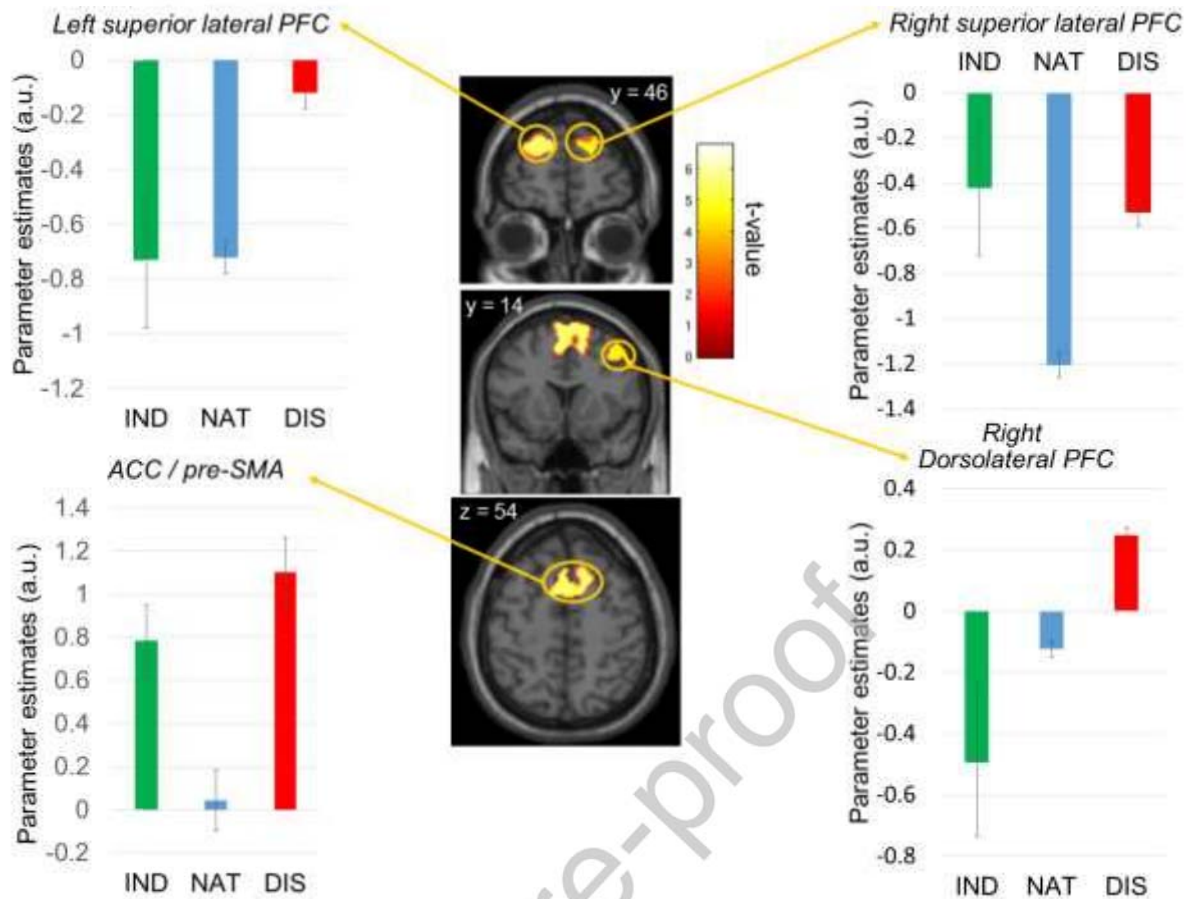 Left superior lateral PFC
Parameter estimates (a.u.)
0
-0.2
-0.4
-0.6
-0.8
-1
-1.2
IND NAT DIS
y = 46
6
5
4
3
2
1
0
t-value
y = 14
z = 54
Right superior lateral PFC
IND NAT DIS
Parameter estimates (a.u.)
0
-0.2
-0.4
-0.6
-0.8
-1
-1.2
-1.4
ACC / pre-SMA
Parameter estimates (a.u.)
1.4
1.2
1
0.8
0.6
0.4
0.2
0
-0.2
IND NAT DIS
Right
Dorsolateral PFC
Parameter estimates (a.u.)
0.4
0.2
0
-0.2
-0.4
-0.6
-0.8
IND NAT DIS
re-proof